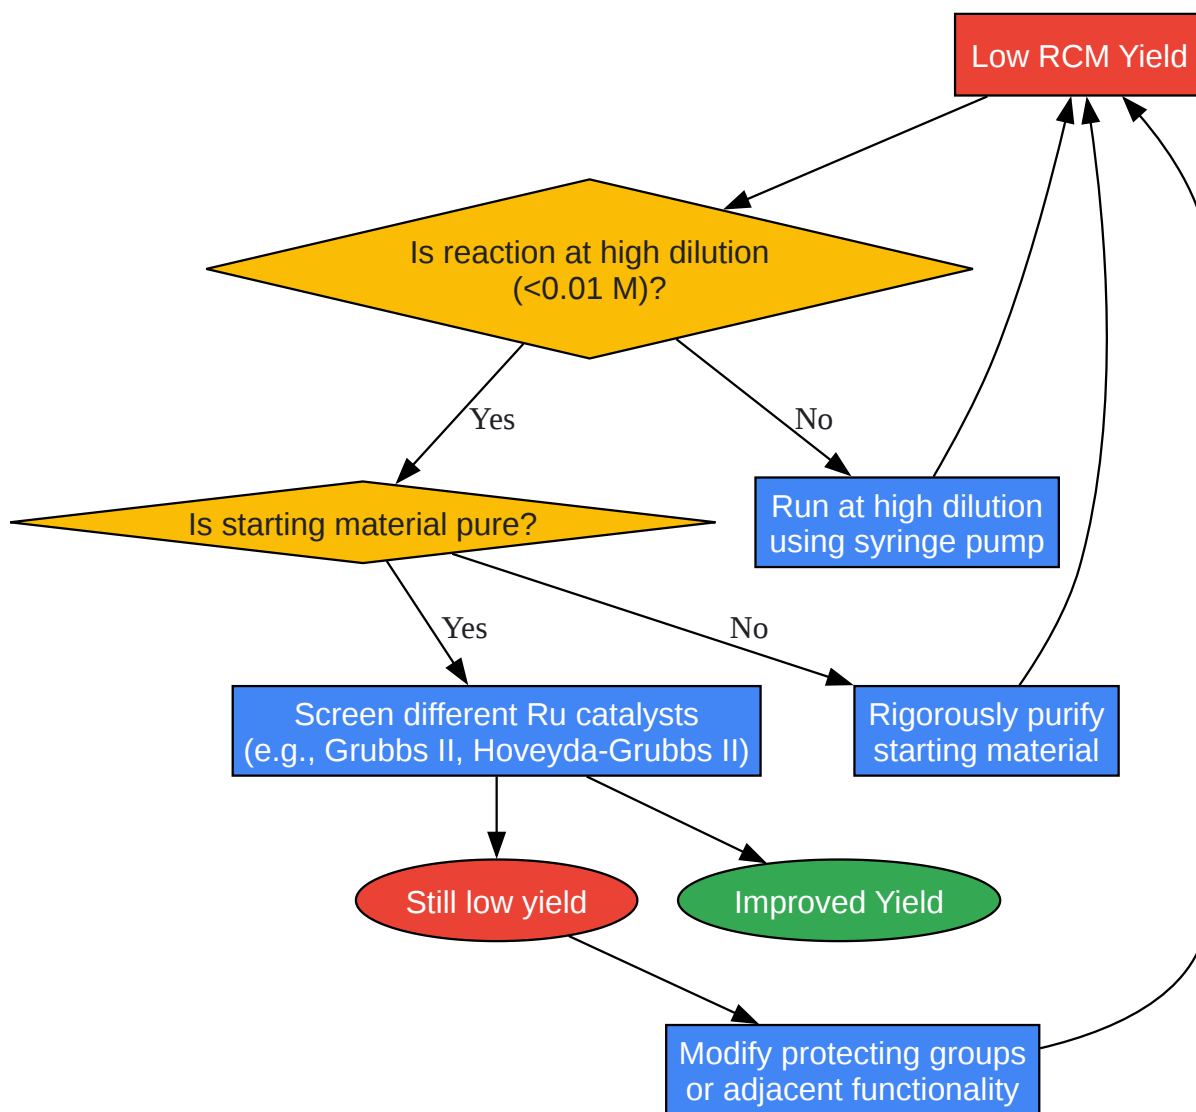 Low RCM Yield
Is reaction at high dilution
(<0.01 M)?
Yes
No
Is starting material pure?
Run at high dilution
using syringe pump
Yes
No
Screen different Ru catalysts
(e.g., Grubbs II, Hoveyda-Grubbs II)
Rigorously purify
starting material
Still low yield
Improved Yield
Modify protecting groups
or adjacent functionality